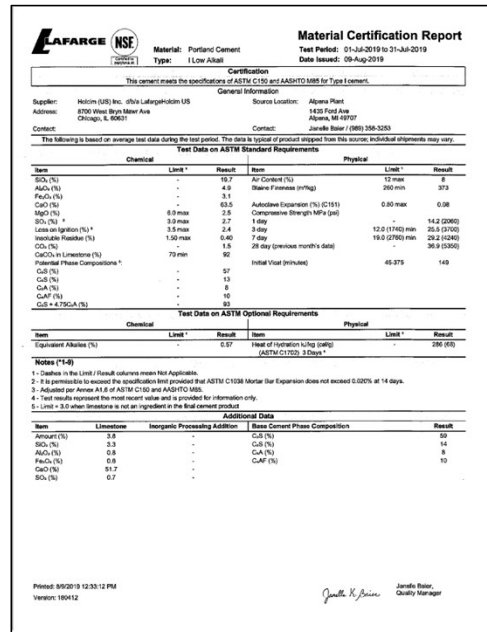 LAFARGE NSF
Material: Portland Cement
Type: I Low Alkali
Material Certification Report
Test Period: 01-Jul-2019 to 31-Jul-2019
Date Issued: 09-Aug-2019
Certification
This cement meets the specifications of ASTM C150 and AASHTO M85 for Type I cement.
General Information
Supplier: Holcim (US) Inc. d/b/a LafargeHolcim US Source Location: Alpena Plant
Address: 8700 West Bryn Mawr Ave 1435 Ford Ave
Chicago, IL 60631 Alpena, MI 49707
Contact: Contact: Janelle Baier / (989) 358-3253
The following is based on average test data during the test period. The data is typical of product shipped from this source; individual shipments may vary.
Test Data on ASTM Standard Requirements
Chemical Physical
Item Limit ¹ Result Item Limit ¹ Result
SiO₂ (%) - 19.7 Air Content (%) 12 max 8
Al₂O₃ (%) - 4.9 Blaine Fineness (m²/kg) 260 min 373
Fe₂O₃ (%) - 3.1
CaO (%) - 63.5 Autoclave Expansion (%) (C151) 0.80 max 0.08
MgO (%) 6.0 max 2.5 Compressive Strength MPa (psi)
SO₃ (%) ² 3.0 max 2.7 1 day - 14.2 (2060)
Loss on Ignition (%) ⁵ 3.5 max 2.4 3 day 12.0 (1740) min 25.5 (3700)
Insoluble Residue (%) 1.50 max 0.40 7 day 19.0 (2760) min 29.2 (4240)
CO₂ (%) - 1.5 28 day (previous month's data) - 36.9 (5350)
CaCO₃ in Limestone (%) 70 min 92
Potential Phase Compositions ³: Initial Vicat (minutes) 45-375 149
C₃S (%) - 57
C₂S (%) - 13
C₃A (%) - 8
C₄AF (%) - 10
C₃S + 4.75C₃A (%) - 93
Test Data on ASTM Optional Requirements
Chemical Physical
Item Limit ¹ Result Item Limit ¹ Result
Equivalent Alkalies (%) - 0.57 Heat of Hydration kJ/kg (cal/g) - 286 (68)
(ASTM C1702) 3 Days ⁴
Notes (*1-9)
1 - Dashes in the Limit / Result columns mean Not Applicable.
2 - It is permissible to exceed the specification limit provided that ASTM C1038 Mortar Bar Expansion does not exceed 0.020% at 14 days.
3 - Adjusted per Annex A1.6 of ASTM C150 and AASHTO M85.
4 - Test results represent the most recent value and is provided for information only.
5 - Limit = 3.0 when limestone is not an ingredient in the final cement product
Additional Data
Item Limestone Inorganic Processing Addition Base Cement Phase Composition Result
Amount (%) 3.8 - C₃S (%) 59
SiO₂ (%) 3.3 - C₂S (%) 14
Al₂O₃ (%) 0.8 - C₃A (%) 8
Fe₂O₃ (%) 0.6 - C₄AF (%) 10
CaO (%) 51.7 -
SO₃ (%) 0.7 -
Printed: 8/9/2019 12:33:12 PM
Version: 180412
Janelle K. Baier
Janelle Baier,
Quality Manager